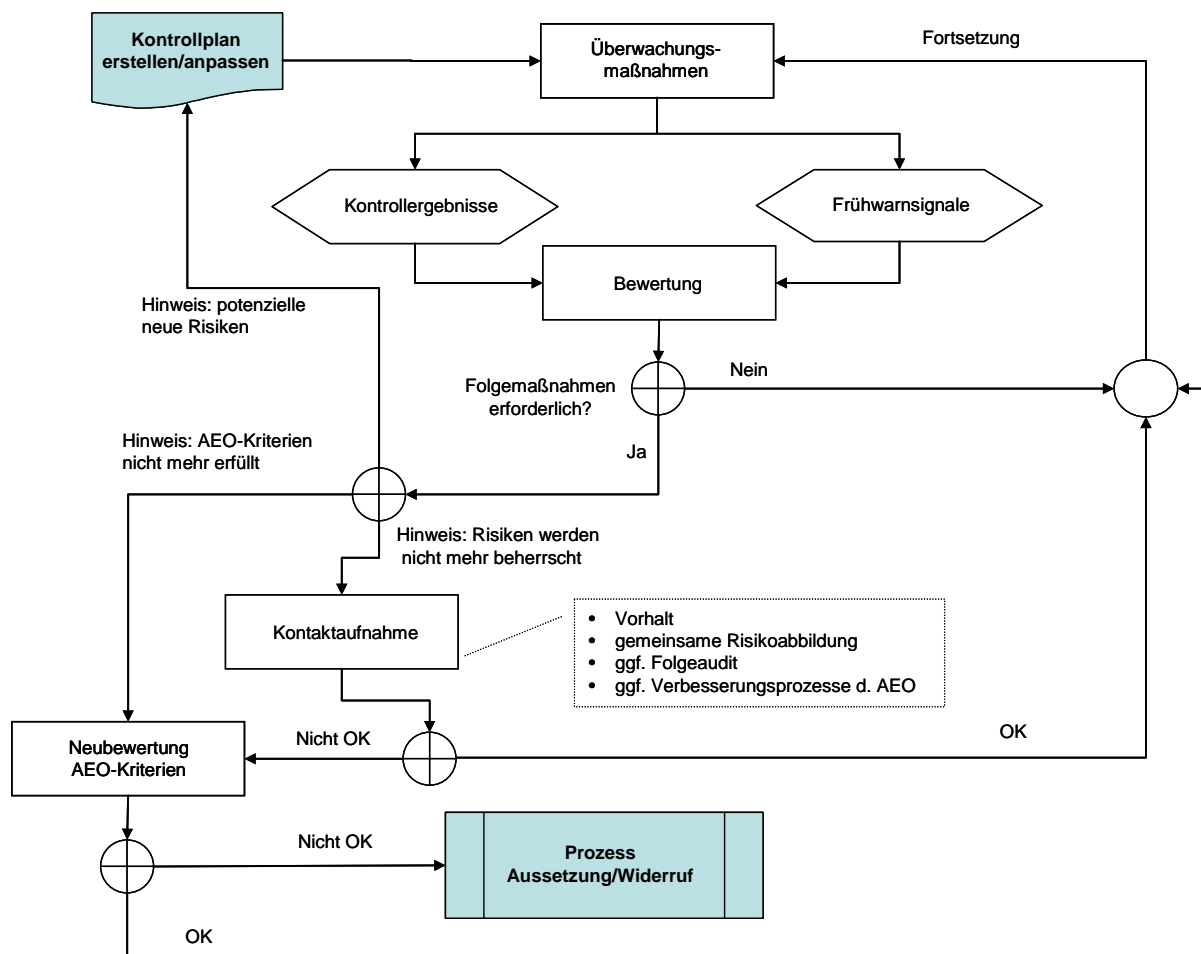 Kontrollplan
erstellen/anpassen
Überwachungs-
maßnahmen
Fortsetzung
Kontrollergebnisse
Frühwarnsignale
Bewertung
Hinweis: potenzielle
neue Risiken
Folgemaßnahmen
erforderlich?
Nein
Ja
Hinweis: AEO-Kriterien
nicht mehr erfüllt
Hinweis: Risiken werden
nicht mehr beherrscht
Kontaktaufnahme
• Vorhalt
• gemeinsame Risikoabbildung
• ggf. Folgeaudit
• ggf. Verbesserungsprozesse d. AEO
Neubewertung
AEO-Kriterien
Nicht OK
OK
Nicht OK
Prozess
Aussetzung/Widerruf
OK